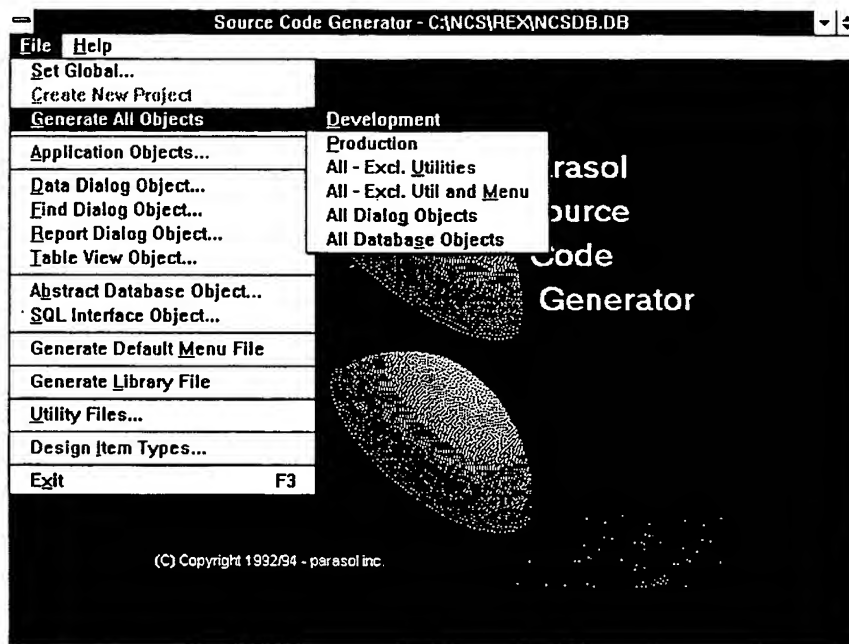 Source Code Generator - C:\NCS\REX\NCSDB.DB
File Help
Set Global...
Create New Project
Generate All Objects
Application Objects...
Data Dialog Object...
Find Dialog Object...
Report Dialog Object...
Table View Object...
Abstract Database Object...
SQL Interface Object...
Generate Default Menu File
Generate Library File
Utility Files...
Design Item Types...
Exit F3
Development
Production
All - Excl. Utilities
All - Excl. Util and Menu
All Dialog Objects
All Database Objects
rasol
ource
Code
Generator
(C) Copyright 1992/94 - parasol inc.